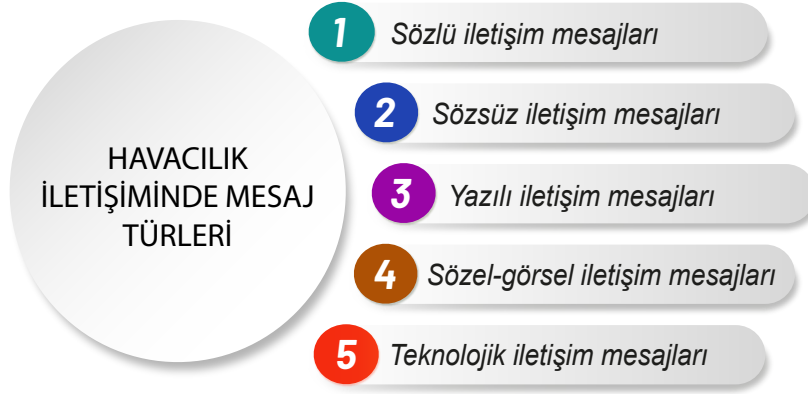 HAVACILIK
İLETİŞİMİNDE MESAJ
TÜRLERİ
1 Sözlü iletişim mesajları
2 Sözsüz iletişim mesajları
3 Yazılı iletişim mesajları
4 Sözel-görsel iletişim mesajları
5 Teknolojik iletişim mesajları